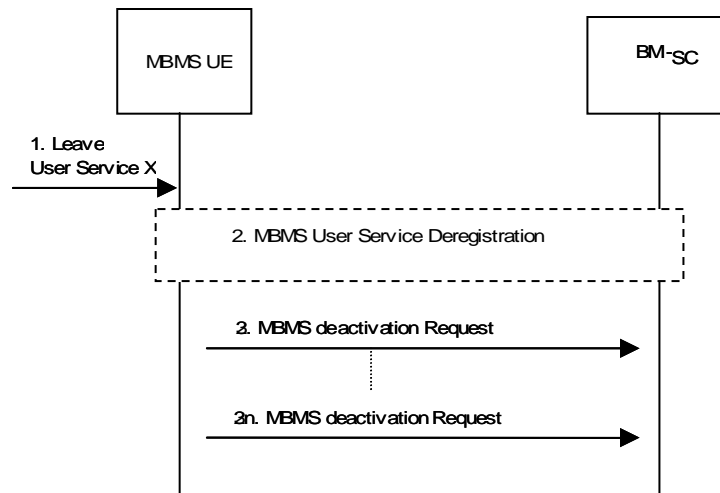 MBMS UE
BM-SC
1. Leave
User Service X
2. MBMS User Service Deregistration
3. MBMS deactivation Request
3n. MBMS deactivation Request